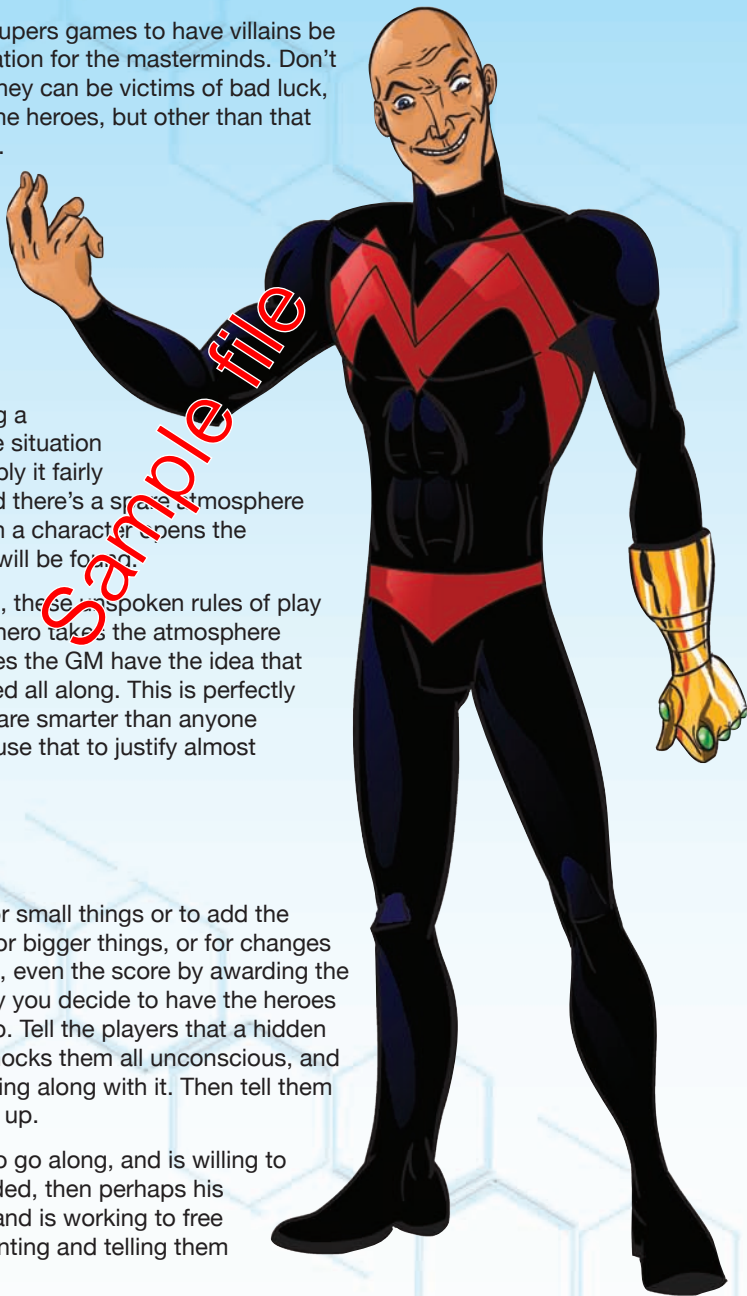 upers games to have villains be
ation for the masterminds. Don't
hey can be victims of bad luck,
ne heroes, but other than that
.
g a
e situation
ply it fairly
d there's a spare atmosphere
n a character opens the
will be found.
, these unspoken rules of play
hero takes the atmosphere
es the GM have the idea that
ed all along. This is perfectly
are smarter than anyone
use that to justify almost
or small things or to add the
or bigger things, or for changes
, even the score by awarding the
y you decide to have the heroes
o. Tell the players that a hidden
nocks them all unconscious, and
ing along with it. Then tell them
up.
o go along, and is willing to
ded, then perhaps his
and is working to free
nting and telling them
Sample file